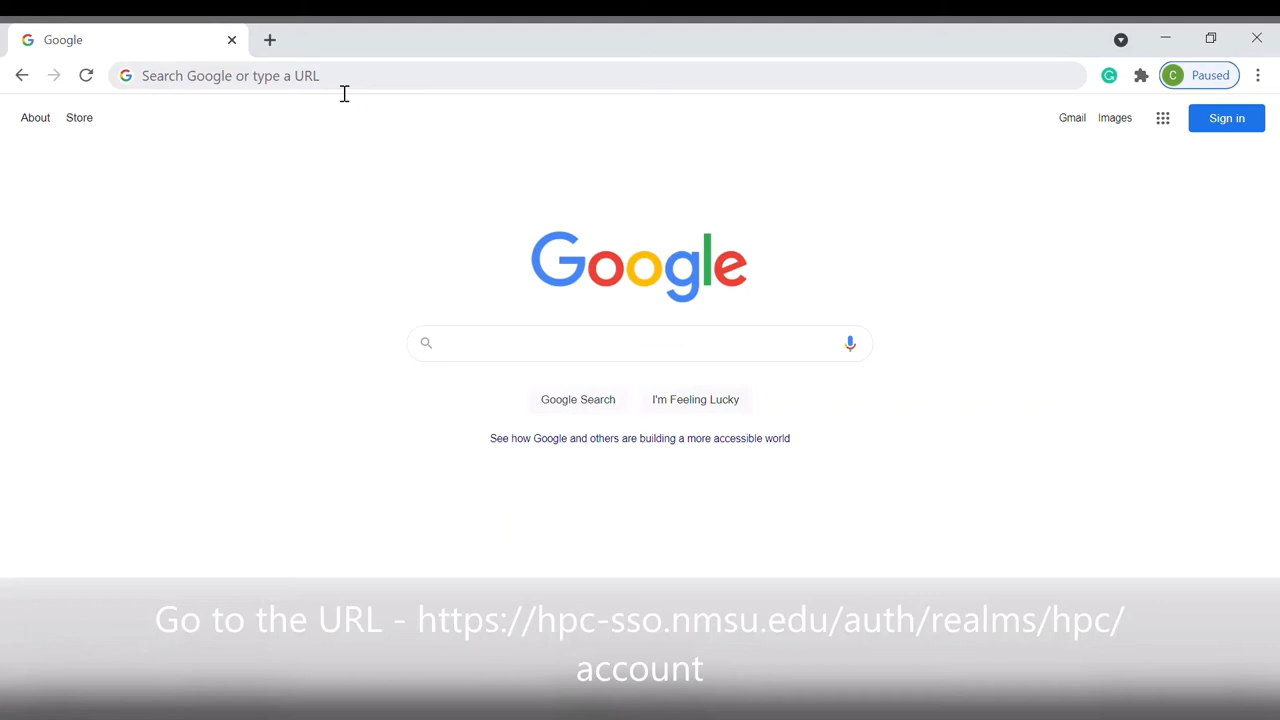 Google
Search Google or type a URL
C Paused
About Store
Gmail Images Sign in
Google
Google Search I'm Feeling Lucky
See how Google and others are building a more accessible world
Go to the URL - https://hpc-sso.nmsu.edu/auth/realms/hpc/
account